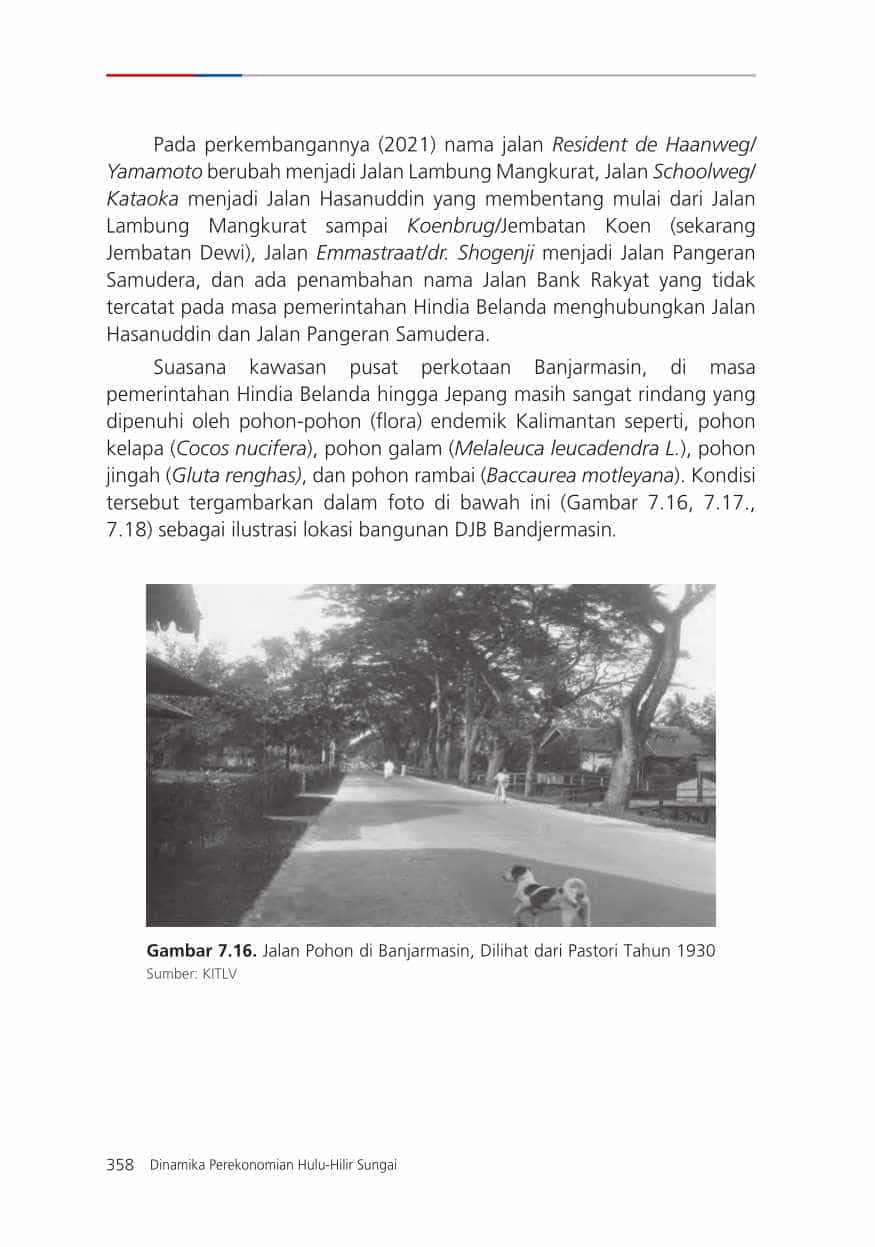 Pada perkembangannya (2021) nama jalan Resident de Haanweg/
Yamamoto berubah menjadi Jalan Lambung Mangkurat, Jalan Schoolweg/
Kataoka menjadi Jalan Hasanuddin yang membentang mulai dari Jalan
Lambung Mangkurat sampai Koenbrug/Jembatan Koen (sekarang
Jembatan Dewi), Jalan Emmastraat/dr. Shogenji menjadi Jalan Pangeran
Samudera, dan ada penambahan nama Jalan Bank Rakyat yang tidak
tercatat pada masa pemerintahan Hindia Belanda menghubungkan Jalan
Hasanuddin dan Jalan Pangeran Samudera.
Suasana kawasan pusat perkotaan Banjarmasin, di masa
pemerintahan Hindia Belanda hingga Jepang masih sangat rindang yang
dipenuhi oleh pohon-pohon (flora) endemik Kalimantan seperti, pohon
kelapa (Cocos nucifera), pohon galam (Melaleuca leucadendra L.), pohon
jingah (Gluta renghas), dan pohon rambai (Baccaurea motleyana). Kondisi
tersebut tergambarkan dalam foto di bawah ini (Gambar 7.16, 7.17.,
7.18) sebagai ilustrasi lokasi bangunan DJB Bandjermasin.
Gambar 7.16. Jalan Pohon di Banjarmasin, Dilihat dari Pastori Tahun 1930
Sumber: KITLV
358 Dinamika Perekonomian Hulu-Hilir Sungai